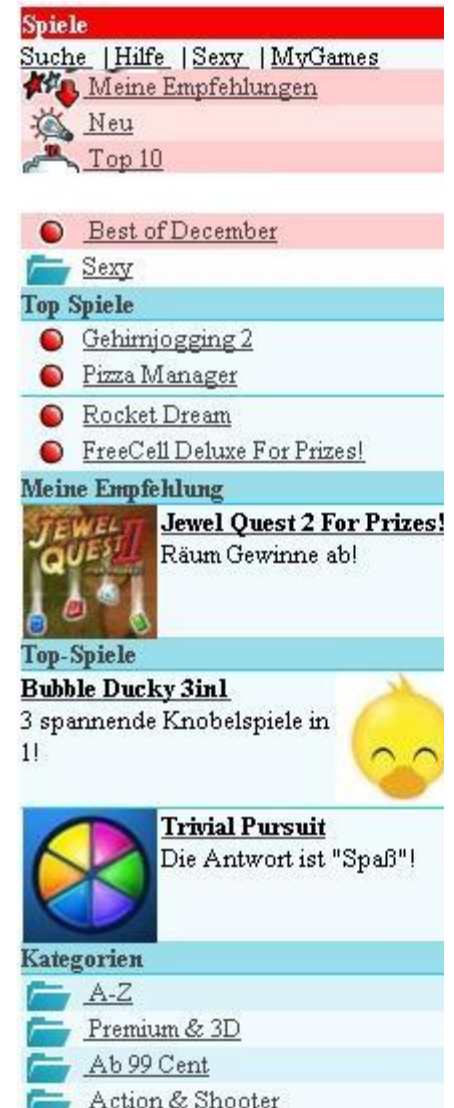 Spiele
Suche | Hilfe | Sexy | MyGames
Meine Empfehlungen
Neu
Top 10
Best of December
Sexy
Top Spiele
Gehirnjogging 2
Pizza Manager
Rocket Dream
FreeCell Deluxe For Prizes!
Meine Empfehlung
JEWEL
QUEST II
Jewel Quest 2 For Prizes!
Räum Gewinne ab!
Top-Spiele
Bubble Ducky 3in1
3 spannende Knobelspiele in
1!
Trivial Pursuit
Die Antwort ist "Spaß"!
Kategorien
A-Z
Premium & 3D
Ab 99 Cent
Action & Shooter